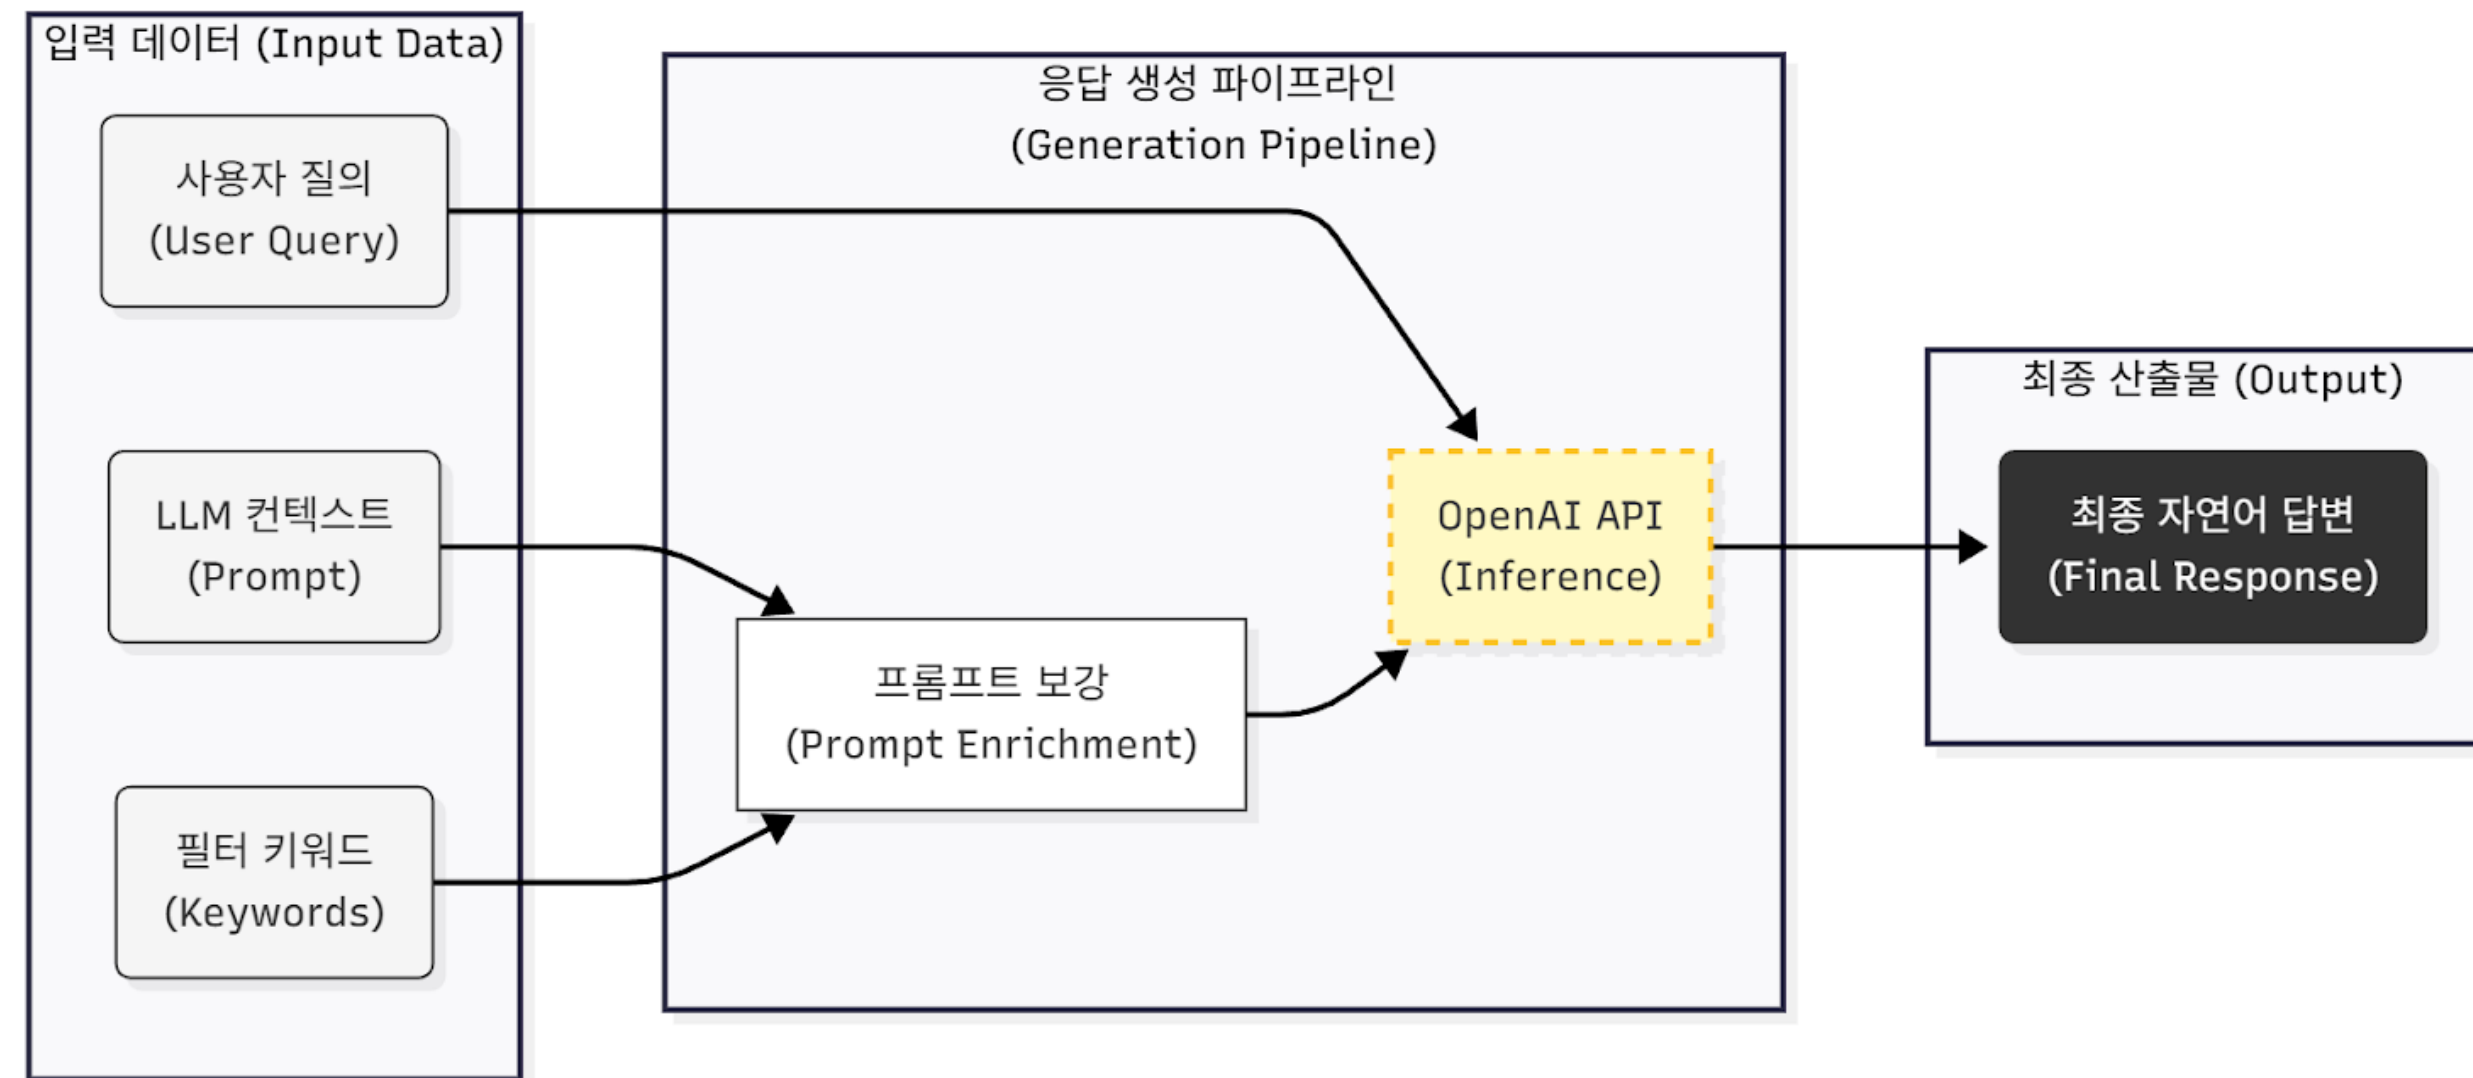 입력 데이터 (Input Data)
사용자 질의
(User Query)
LLM 컨텍스트
(Prompt)
필터 키워드
(Keywords)
응답 생성 파이프라인
(Generation Pipeline)
프롬프트 보강
(Prompt Enrichment)
OpenAI API
(Inference)
최종 산출물 (Output)
최종 자연어 답변
(Final Response)